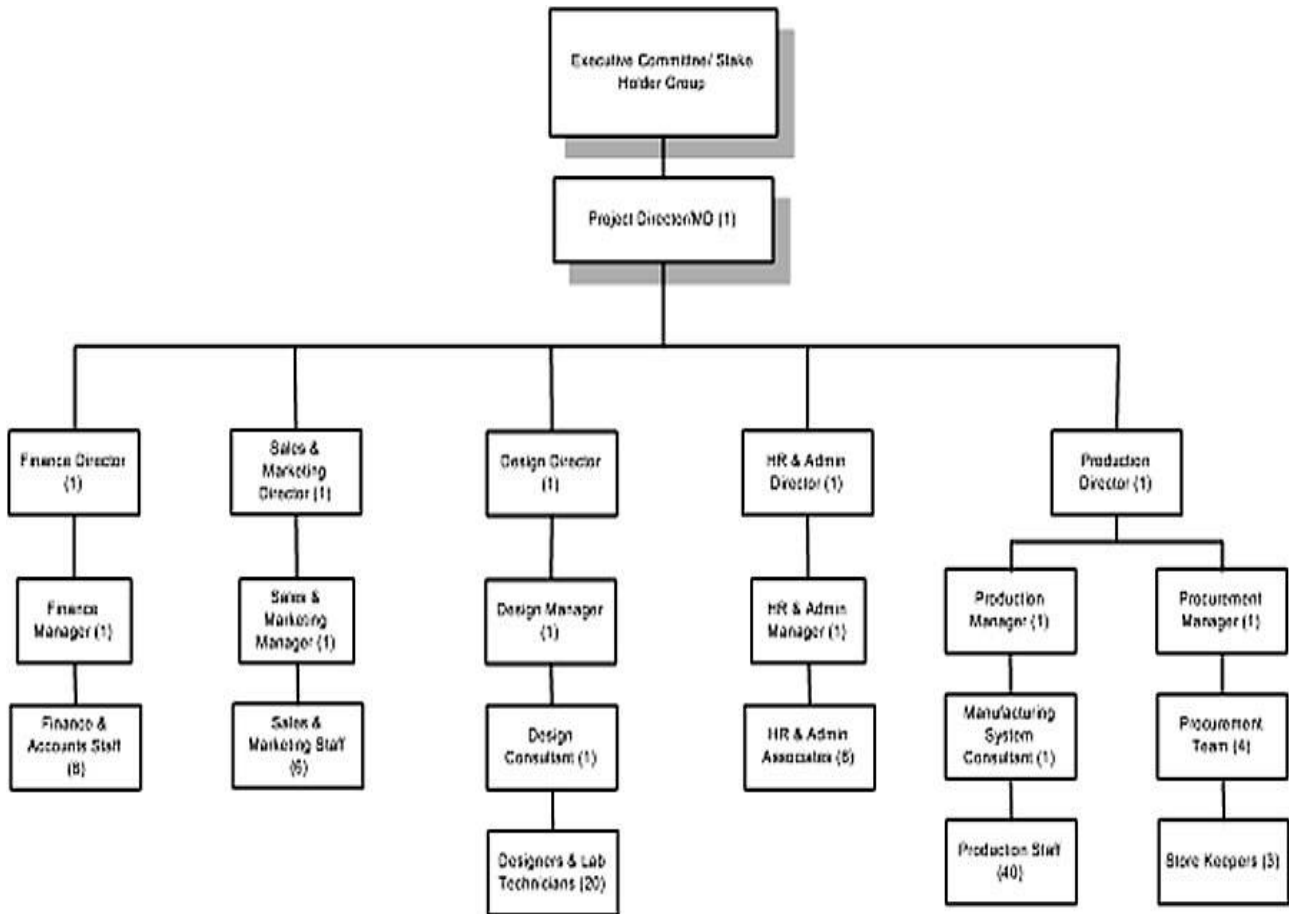 Executive Committee/ Stake
Holder Group
Project Director/MD (1)
Finance Director
(1)
Sales &
Marketing
Director (1)
Design Director
(1)
HR & Admin
Director (1)
Production
Director (1)
Finance
Manager (1)
Sales &
Marketing
Manager (1)
Design Manager
(1)
HR & Admin
Manager (1)
Production
Manager (1)
Procurement
Manager (1)
Finance &
Accounts Staff
Sales &
Marketing Staff
Design
Consultant (1)
HR & Admin
Associates
Manufacturing
System
Consultant (1)
Procurement
Team (4)
Designers & Lab
Technicians (20)
Production Staff
(40)
Store Keepers (3)